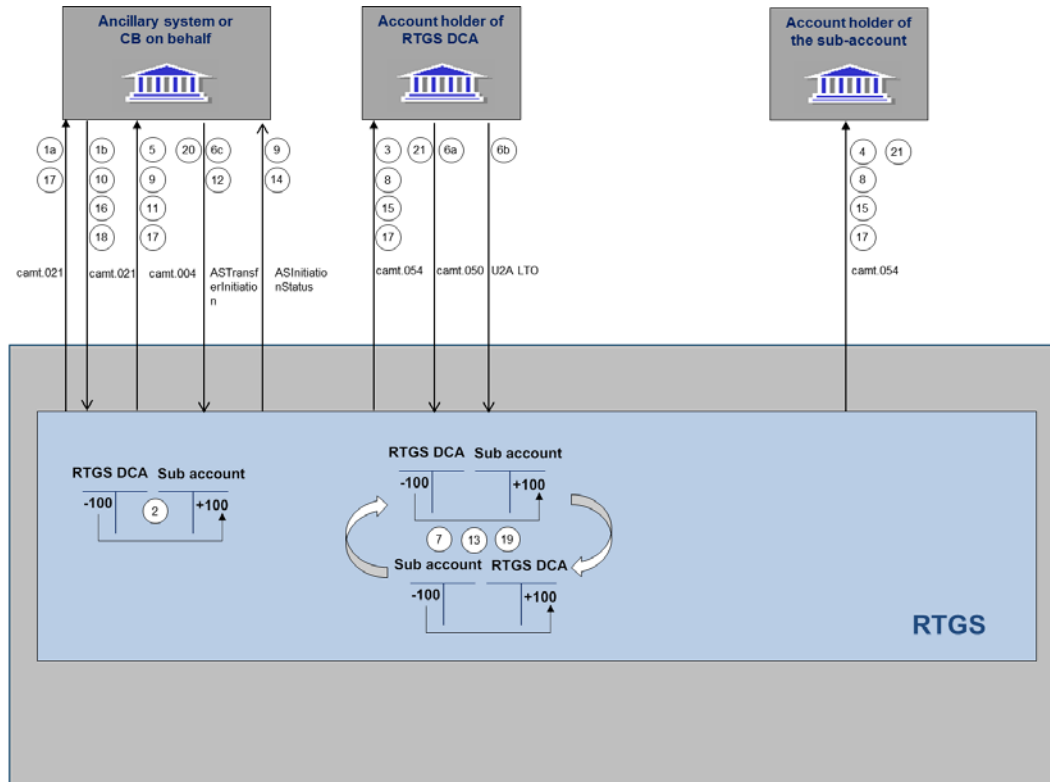 Ancillary system or
CB on behalf
Account holder of
RTGS DCA
Account holder of
the sub-account
1a
1b
5
20
6c
9
3
21
6a
6b
4
21
17
10
9
12
14
8
8
16
11
15
15
18
17
17
17
camt.021
camt.021
camt.004
ASTransf
erInitiatio
n
ASInitiatio
nStatus
camt.054
camt.050
U2A LTO
camt.054
RTGS DCA Sub account
-100
2
+100
RTGS DCA Sub account
-100
+100
7
13
19
Sub account RTGS DCA
-100
+100
RTGS